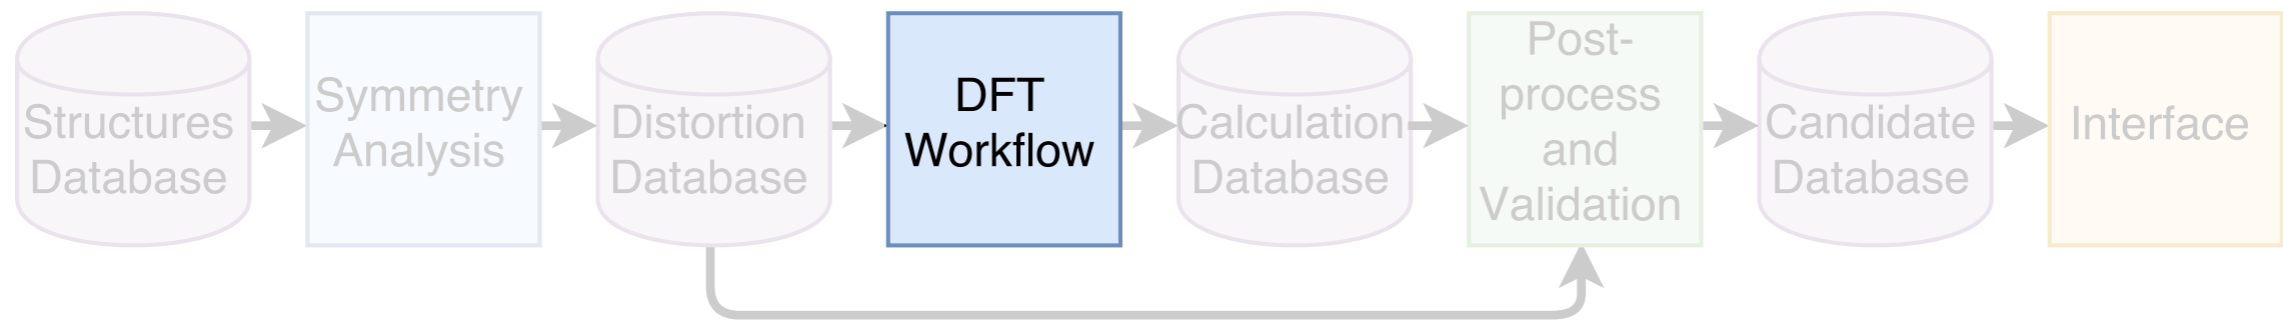 Structures
Database
Symmetry
Analysis
Distortion
Database
DFT
Workflow
Calculation
Database
Post-
process
and
Validation
Candidate
Database
Interface